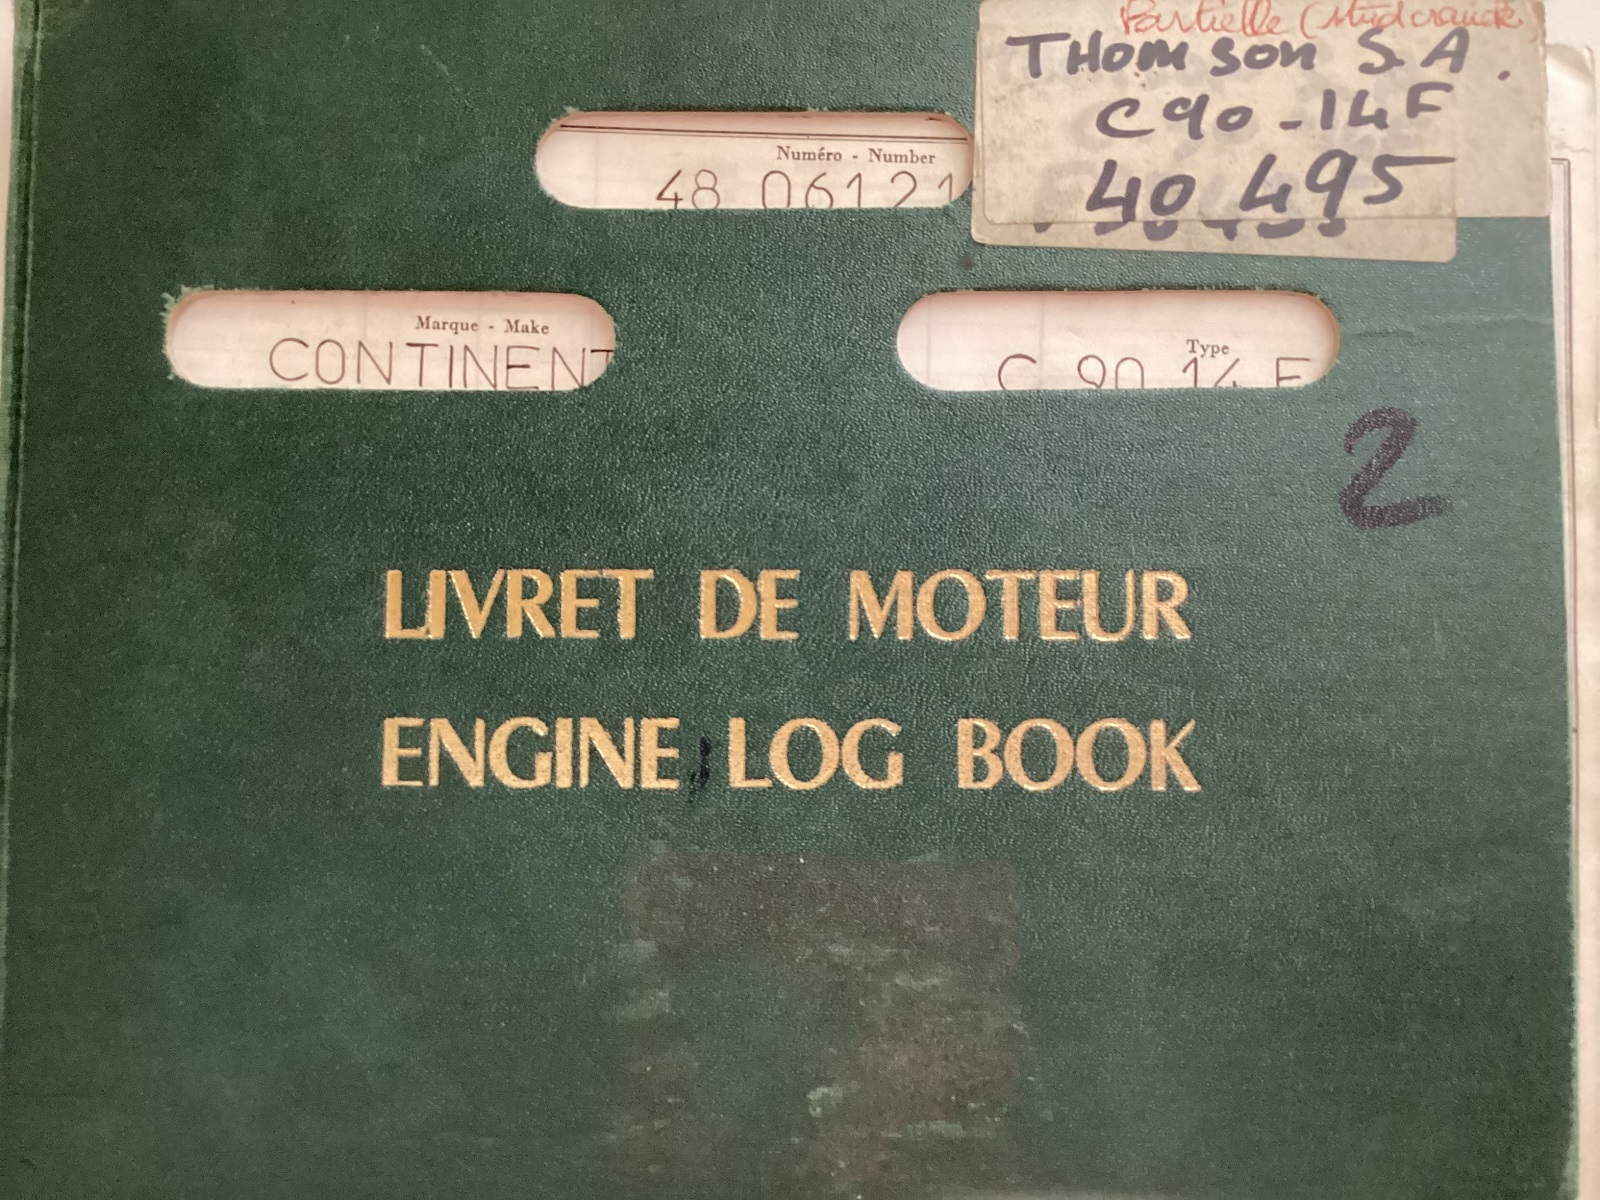 Partielle
THOMSON S.A.
C90-14F
40 495
Numéro - Number
48 06121
Marque - Make
CONTINENT
Type
C 90 14 F
2
LIVRET DE MOTEUR
ENGINE LOG BOOK